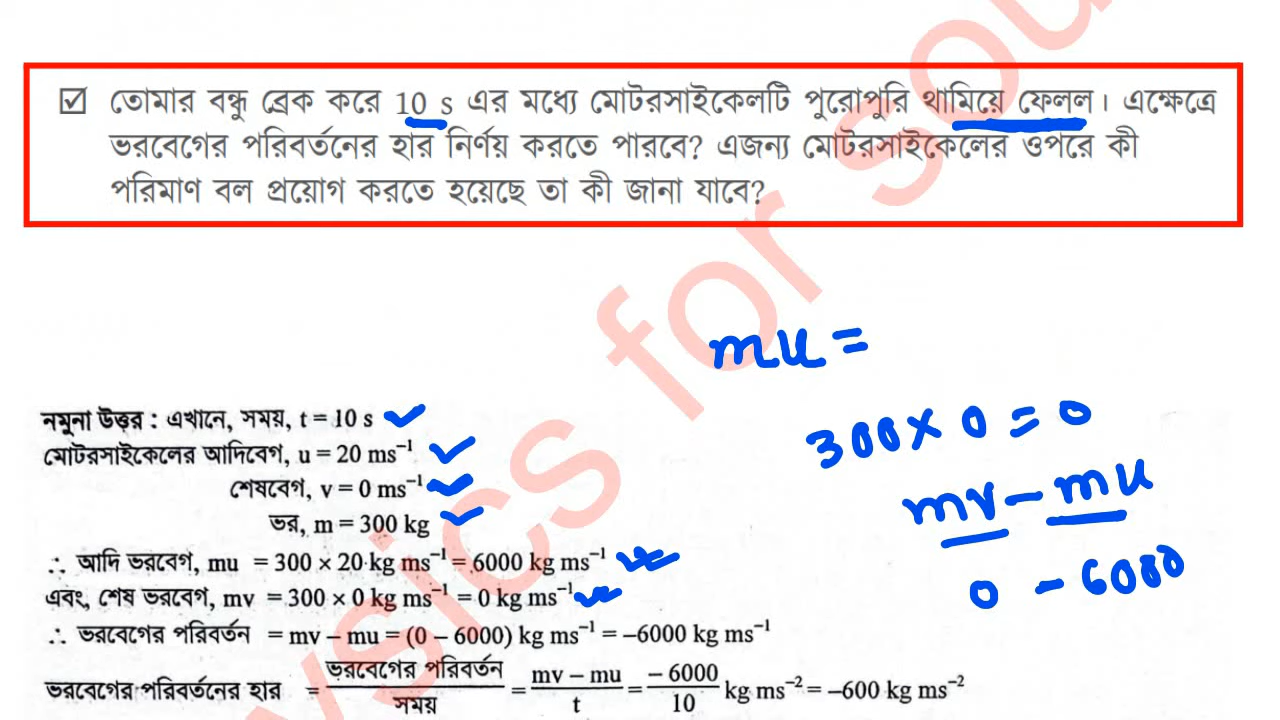 ☑ তোমার বন্ধু ব্রেক করে 10 s এর মধ্যে মোটরসাইকেলটি পুরোপুরি থামিয়ে ফেলল। এক্ষেত্রে
ভরবেগের পরিবর্তনের হার নির্ণয় করতে পারবে? এজন্য মোটরসাইকেলের ওপরে কী
পরিমাণ বল প্রয়োগ করতে হয়েছে তা কী জানা যাবে?
mu =
300 × 0 = 0
mv – mu
0 – 6000
নমুনা উত্তর : এখানে, সময়, t = 10 s
মোটরসাইকেলের আদিবেগ, u = 20 ms⁻¹
শেষবেগ, v = 0 ms⁻¹
ভর, m = 300 kg
∴ আদি ভরবেগ, mu = 300 × 20 kg ms⁻¹ = 6000 kg ms⁻¹
এবং, শেষ ভরবেগ, mv = 300 × 0 kg ms⁻¹ = 0 kg ms⁻¹
∴ ভরবেগের পরিবর্তন = mv – mu = (0 – 6000) kg ms⁻¹ = –6000 kg ms⁻¹
ভরবেগের পরিবর্তনের হার = ভরবেগের পরিবর্তন / সময় = mv – mu / t = – 6000 / 10 kg ms⁻² = –600 kg ms⁻²
ysics for sou